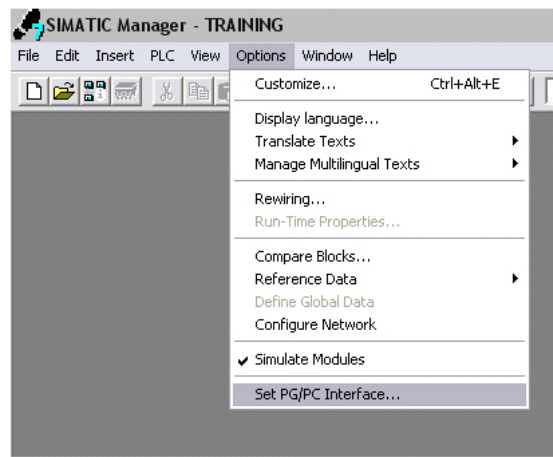 SIMATIC Manager - TRAINING
File Edit Insert PLC View Options Window Help
Customize... Ctrl+Alt+E
Display language...
Translate Texts
Manage Multilingual Texts
Rewiring...
Run-Time Properties...
Compare Blocks...
Reference Data
Define Global Data
Configure Network
Simulate Modules
Set PG/PC Interface...